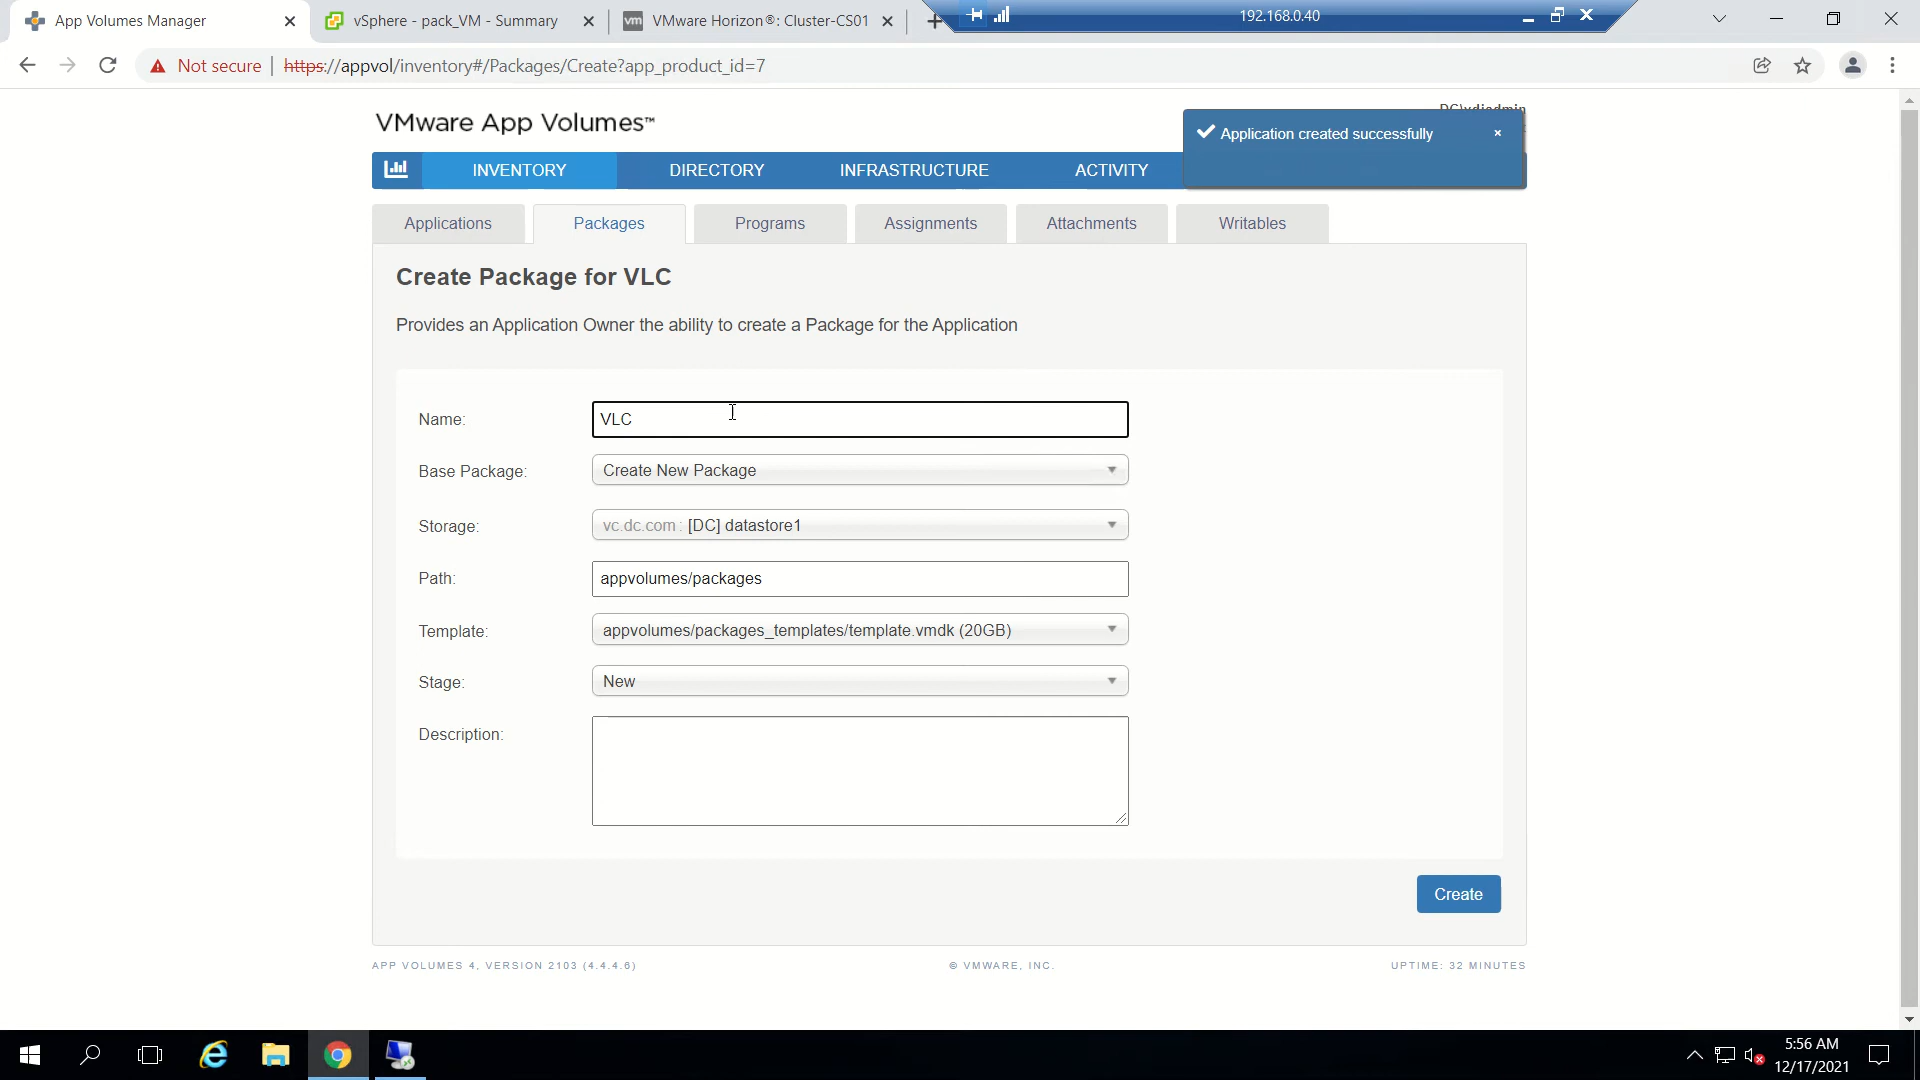 App Volumes Manager
vSphere - pack_VM - Summary
vm VMware Horizon®: Cluster-CS01
192.168.0.40
Not secure | https://appvol/inventory#/Packages/Create?app_product_id=7
VMware App Volumes™
Application created successfully ×
INVENTORY DIRECTORY INFRASTRUCTURE ACTIVITY
Applications Packages Programs Assignments Attachments Writables
Create Package for VLC
Provides an Application Owner the ability to create a Package for the Application
Name: VLC
Base Package: Create New Package
Storage: vc.dc.com : [DC] datastore1
Path: appvolumes/packages
Template: appvolumes/packages_templates/template.vmdk (20GB)
Stage: New
Description:
Create
APP VOLUMES 4, VERSION 2103 (4.4.4.6) © VMWARE, INC. UPTIME: 32 MINUTES
5:56 AM
12/17/2021